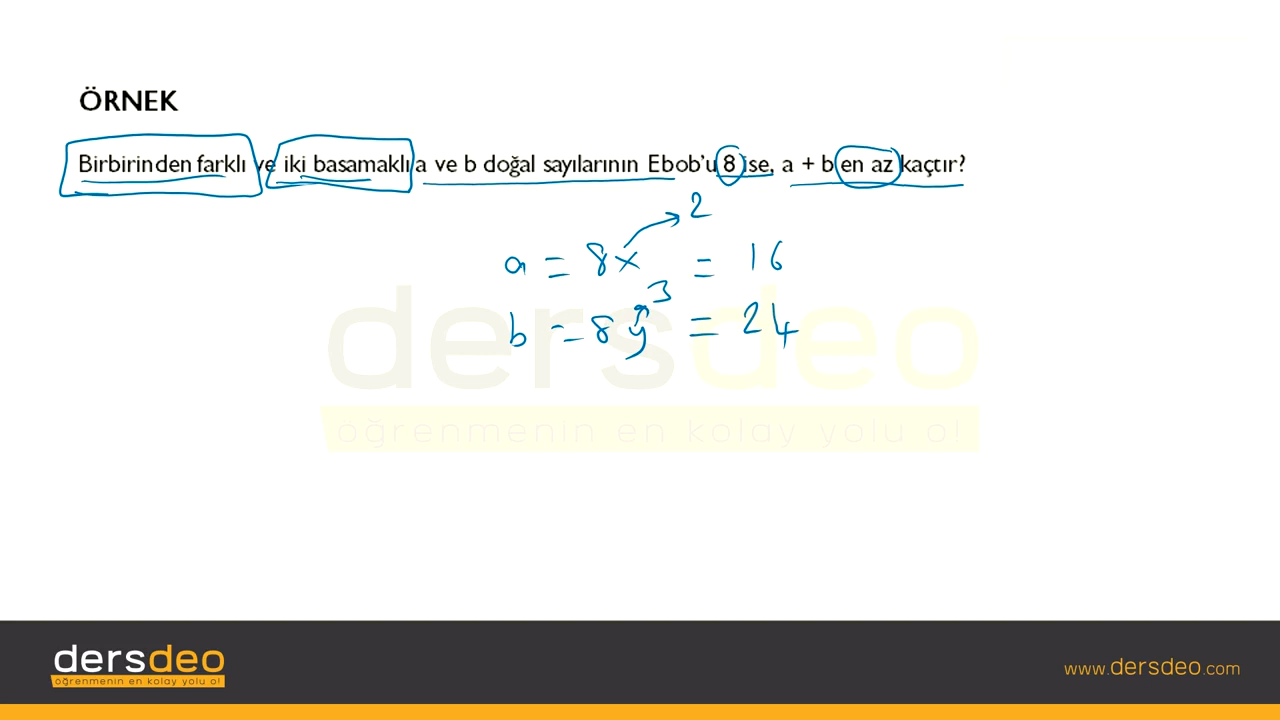 ÖRNEK
Birbirinden farklı ve iki basamaklı a ve b doğal sayılarının Ebob'u 8 ise, a + b en az kaçtır?
2
a = 8x = 16
3
b = 8y = 24
dersdeo
öğrenmenin en kolay yolu o!
dersdeo
öğrenmenin en kolay yolu o!
www.dersdeo.com